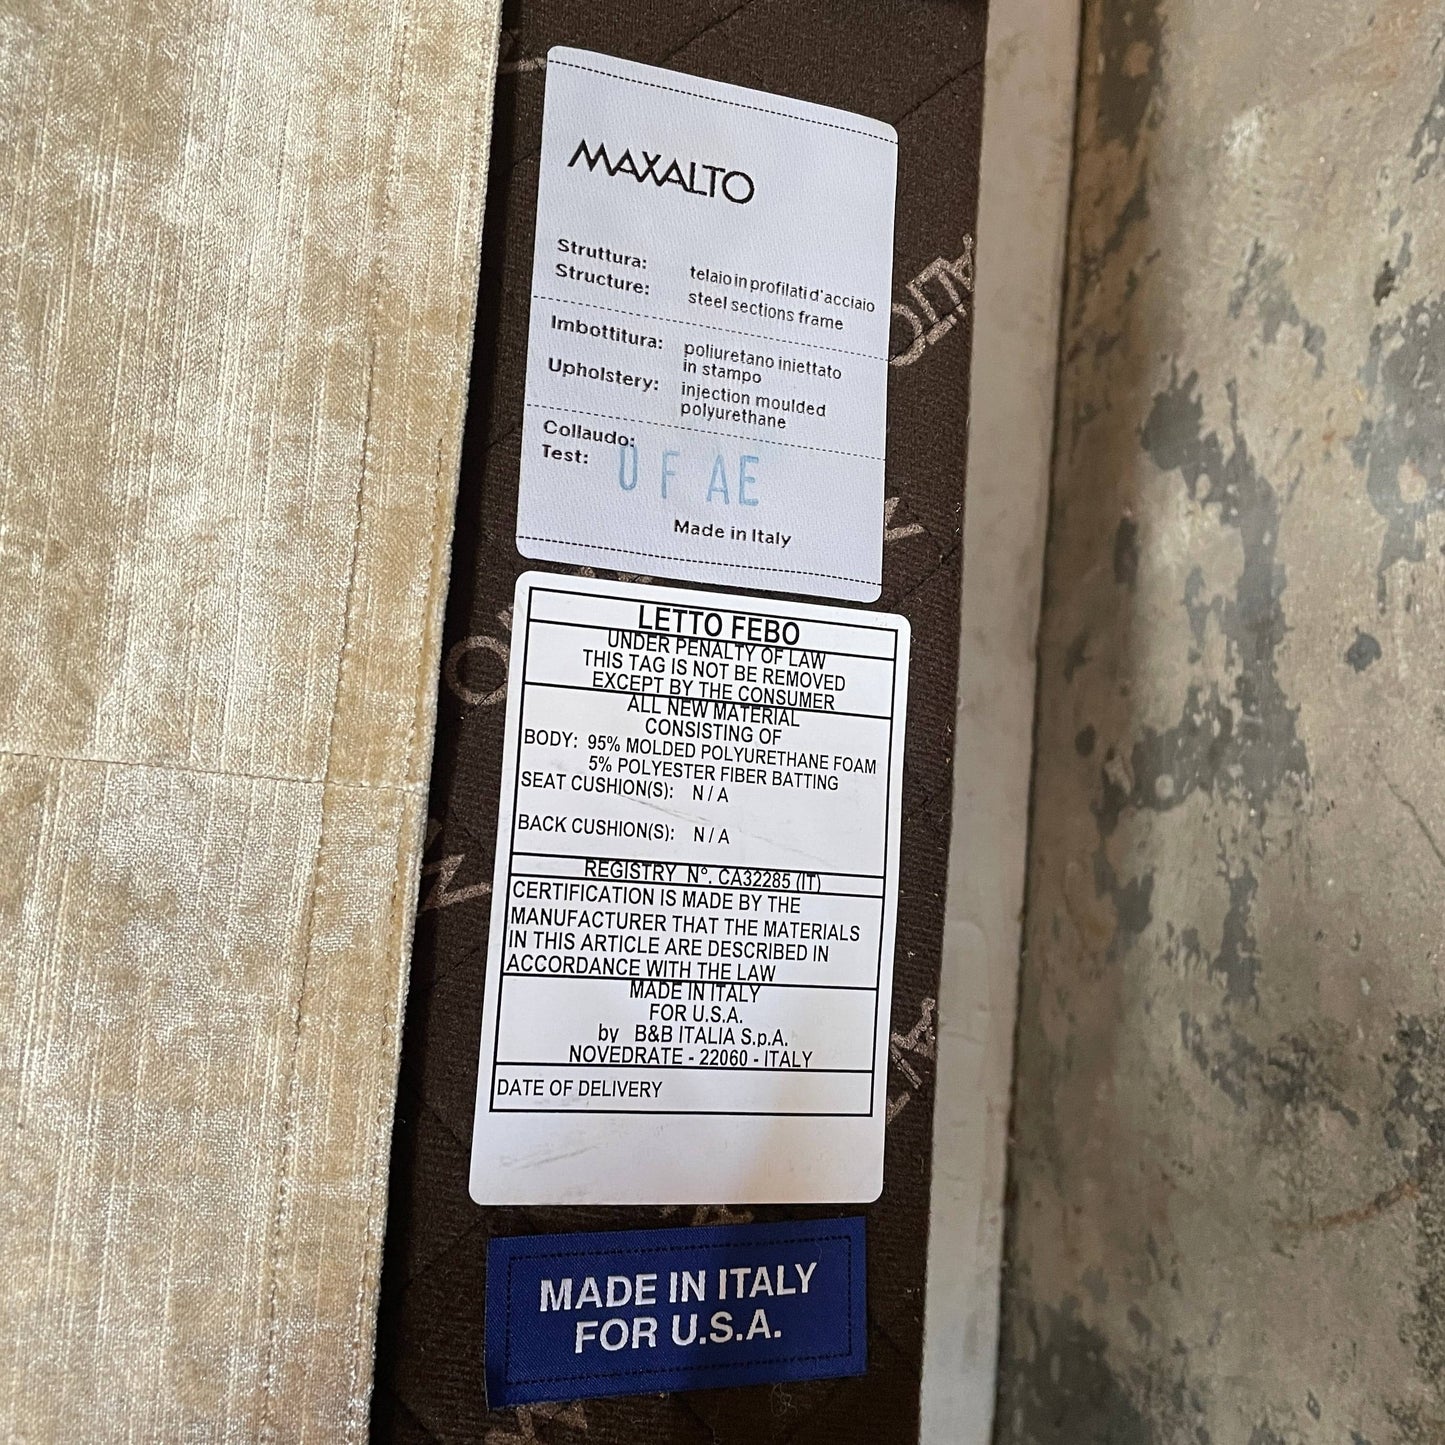 MAXALTO
Struttura: telaio in profilati d'acciaio
Structure: steel sections frame
Imbottitura: poliuretano iniettato
in stampo
Upholstery: injection moulded
polyurethane
Collaudo:
Test: U F AE
Made in Italy
LETTO FEBO
UNDER PENALTY OF LAW
THIS TAG IS NOT BE REMOVED
EXCEPT BY THE CONSUMER
ALL NEW MATERIAL
CONSISTING OF
BODY: 95% MOLDED POLYURETHANE FOAM
5% POLYESTER FIBER BATTING
SEAT CUSHION(S): N / A
BACK CUSHION(S): N / A
REGISTRY N°. CA32285 (IT)
CERTIFICATION IS MADE BY THE
MANUFACTURER THAT THE MATERIALS
IN THIS ARTICLE ARE DESCRIBED IN
ACCORDANCE WITH THE LAW
MADE IN ITALY
FOR U.S.A.
by B&B ITALIA S.p.A.
NOVEDRATE - 22060 - ITALY
DATE OF DELIVERY
MADE IN ITALY
FOR U.S.A.